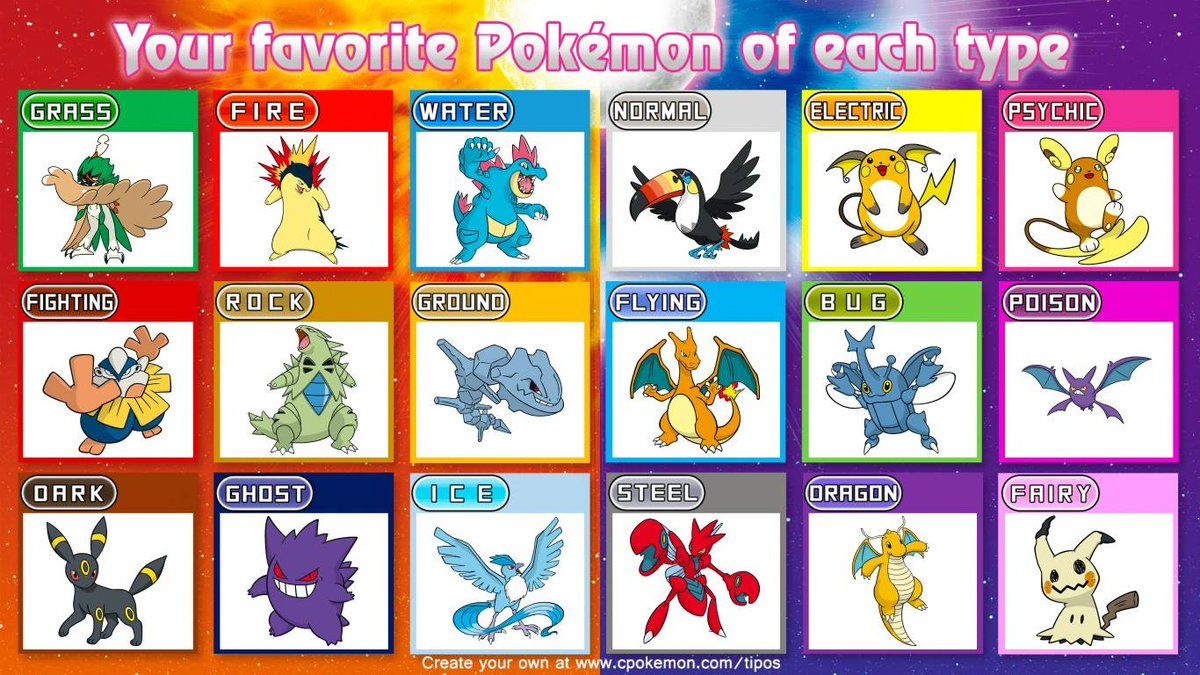 Your favorite Pokémon of each type
GRASS
FIRE
WATER
NORMAL
ELECTRIC
PSYCHIC
FIGHTING
ROCK
GROUND
FLYING
BUG
POISON
DARK
GHOST
ICE
STEEL
DRAGON
FAIRY
Create your own at www.cpokemon.com/tipos